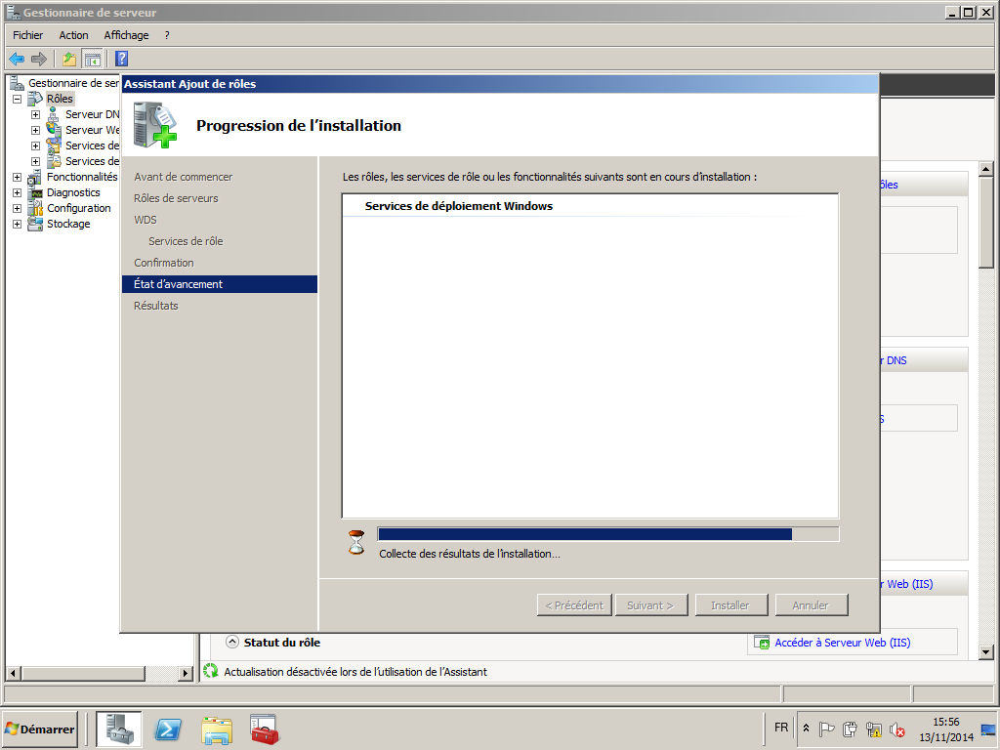 Gestionnaire de serveur
Fichier Action Affichage ?
Gestionnaire de ser
Rôles
Serveur DN
Serveur We
Services de
Services de
Fonctionnalités
Diagnostics
Configuration
Stockage
Assistant Ajout de rôles
Progression de l'installation
Avant de commencer
Rôles de serveurs
WDS
Services de rôle
Confirmation
État d'avancement
Résultats
Les rôles, les services de rôle ou les fonctionnalités suivants sont en cours d'installation :
Services de déploiement Windows
Collecte des résultats de l'installation...
< Précédent Suivant > Installer Annuler
ôles
r DNS
S
r Web (IIS)
Statut du rôle
Accéder à Serveur Web (IIS)
Actualisation désactivée lors de l'utilisation de l'Assistant
Démarrer
FR
15:56
13/11/2014